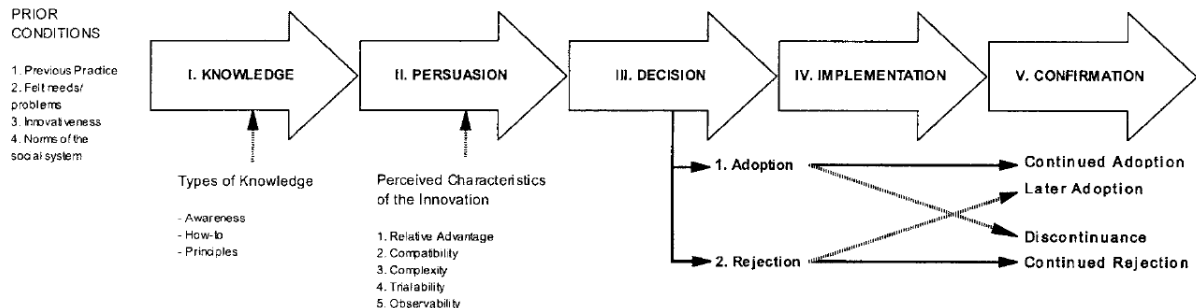 PRIOR
CONDITIONS
1. Previous Practice
2. Felt needs/
problems
3. Innovativeness
4. Norms of the
social system
I. KNOWLEDGE
II. PERSUASION
III. DECISION
IV. IMPLEMENTATION
V. CONFIRMATION
Types of Knowledge
- Awareness
- How-to
- Principles
Perceived Characteristics
of the Innovation
1. Relative Advantage
2. Compatibility
3. Complexity
4. Trialability
5. Observability
1. Adoption
2. Rejection
Continued Adoption
Later Adoption
Discontinuance
Continued Rejection